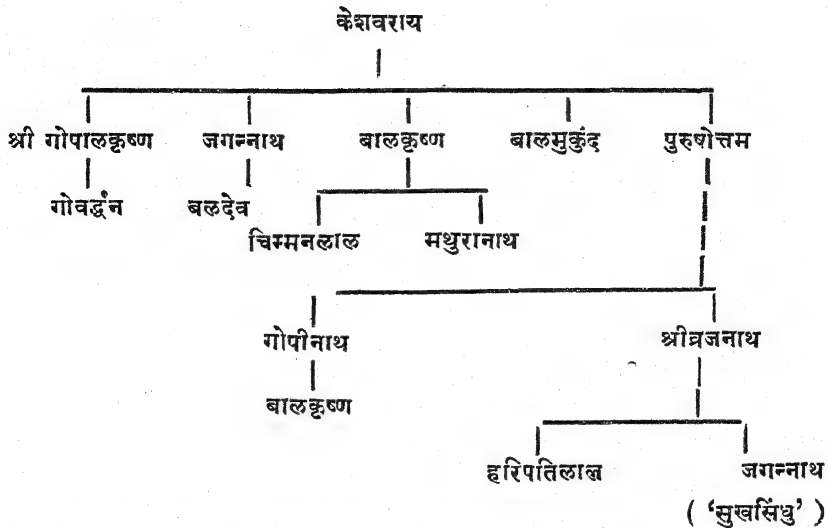 केशवराय
श्री गोपालकृष्ण जगन्नाथ बालकृष्ण बालमुकुंद पुरुषोत्तम
गोवर्द्धन बलदेव
चिम्मनलाल मथुरानाथ
गोपीनाथ श्रीव्रजनाथ
बालकृष्ण
हरिपतिलाल जगन्नाथ
( ‘सुखसिंधु’ )